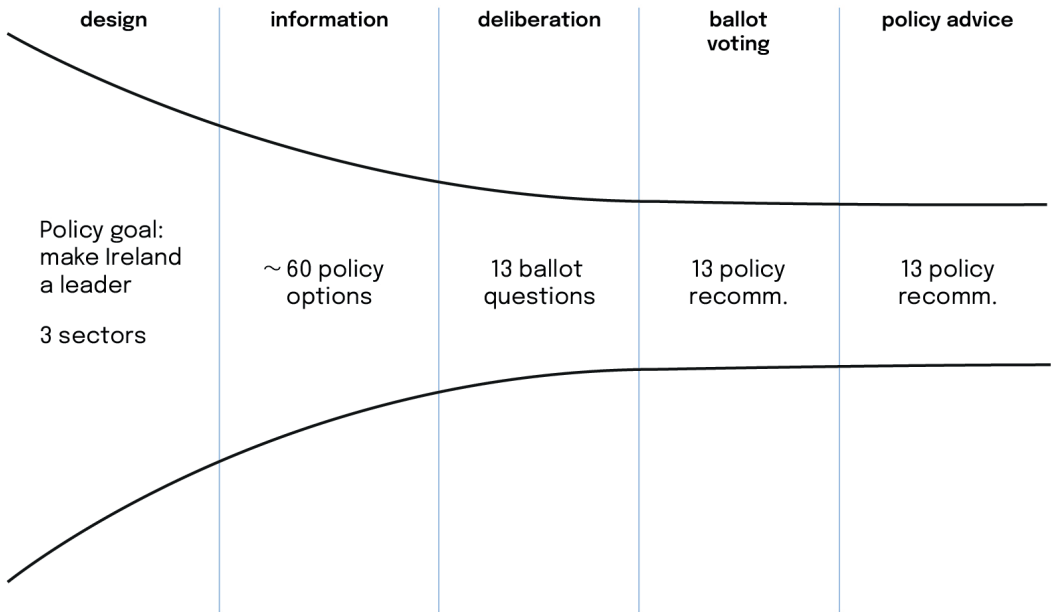 design
information
deliberation
ballot
voting
policy advice
Policy goal:
make Ireland
a leader
3 sectors
~ 60 policy
options
13 ballot
questions
13 policy
recomm.
13 policy
recomm.